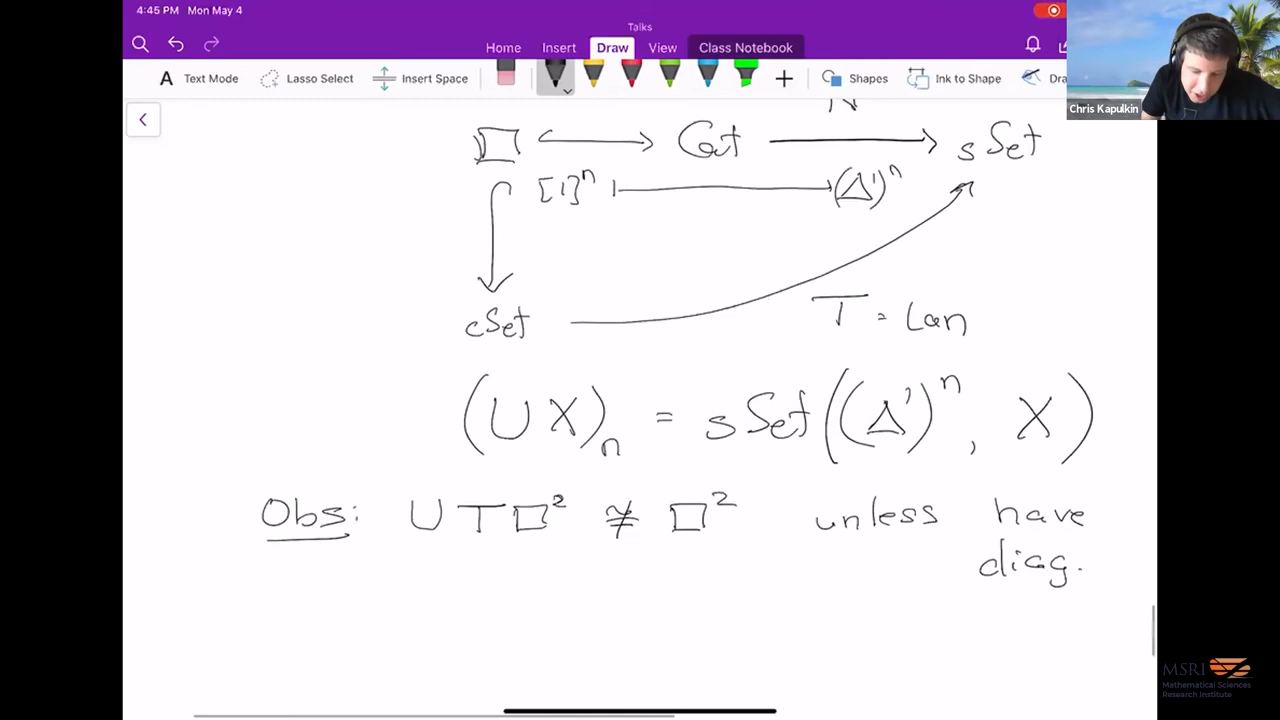 4:45 PM Mon May 4
Talks
Home Insert Draw View Class Notebook
Text Mode Lasso Select Insert Space Shapes Ink to Shape Dra
Chris Kapulkin
N
□ ⟷ Cat ⟶ sSet
[1]ⁿ ⟼ (Δ¹)ⁿ
cSet
T = Lan
(UX)ₙ = sSet((Δ¹)ⁿ, X)
Obs: UT□² ≇ □² unless have
diag.
MSRI
Mathematical Sciences
Research Institute